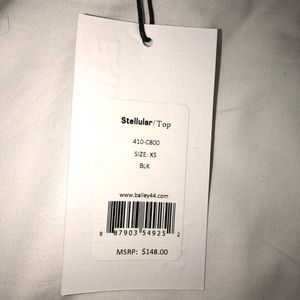 Stellular/Top
410-C800
SIZE: XS
BLK
www.bailey44.com
8 87903 54925 2
MSRP: $148.00